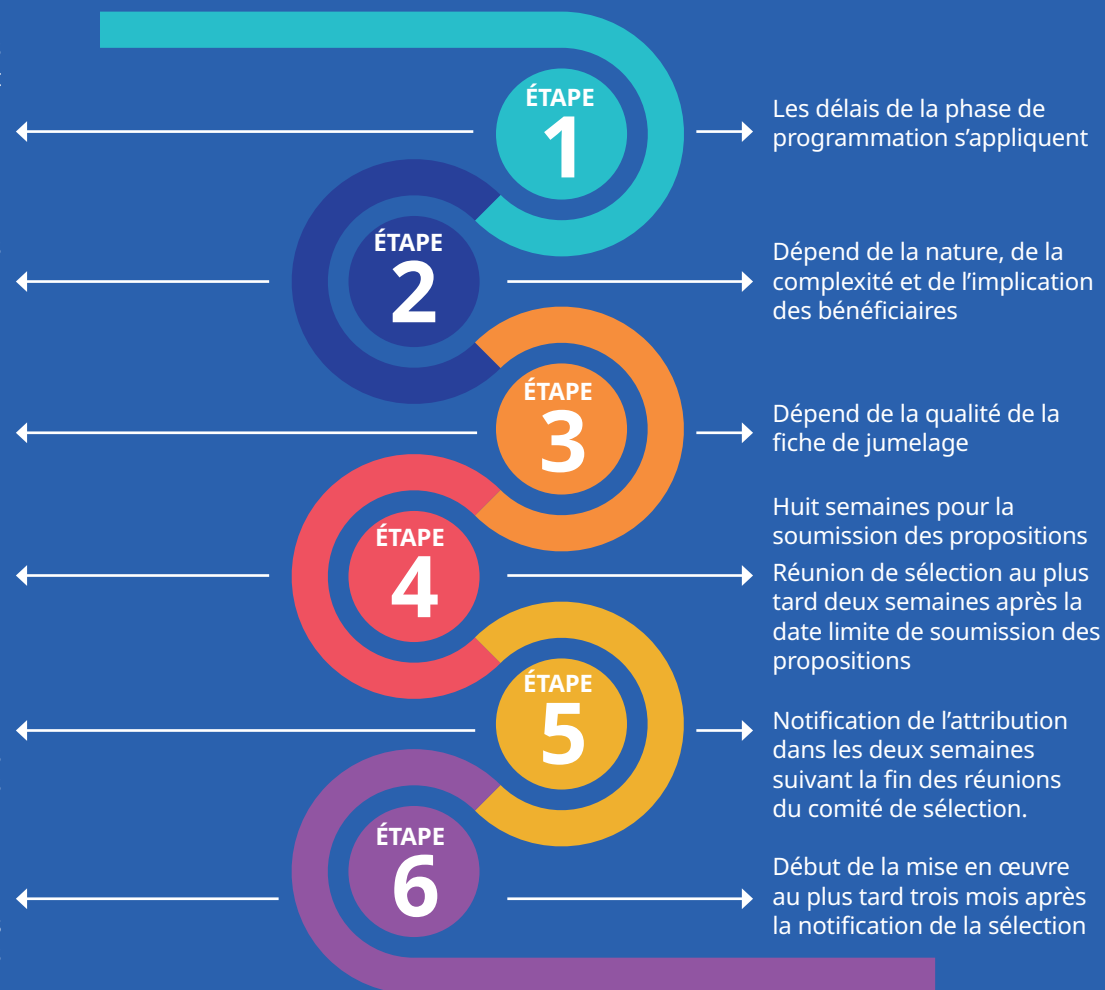 ÉTAPE
1
Les délais de la phase de
programmation s’appliquent
ÉTAPE
2
Dépend de la nature, de la
complexité et de l’implication
des bénéficiaires
ÉTAPE
3
Dépend de la qualité de la
fiche de jumelage
ÉTAPE
4
Huit semaines pour la
soumission des propositions
Réunion de sélection au plus
tard deux semaines après la
date limite de soumission des
propositions
ÉTAPE
5
Notification de l’attribution
dans les deux semaines
suivant la fin des réunions
du comité de sélection.
ÉTAPE
6
Début de la mise en œuvre
au plus tard trois mois après
la notification de la sélection